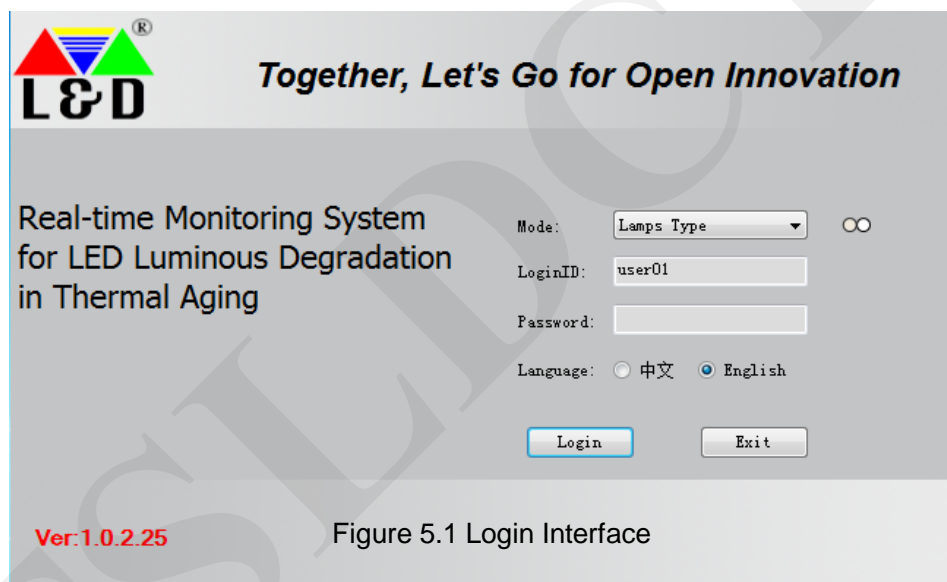 ®
L&D
Together, Let's Go for Open Innovation
Real-time Monitoring System
for LED Luminous Degradation
in Thermal Aging
Mode: Lamps Type
LoginID: user01
Password:
Language: 中文 English
Login Exit
Ver:1.0.2.25
Figure 5.1 Login Interface